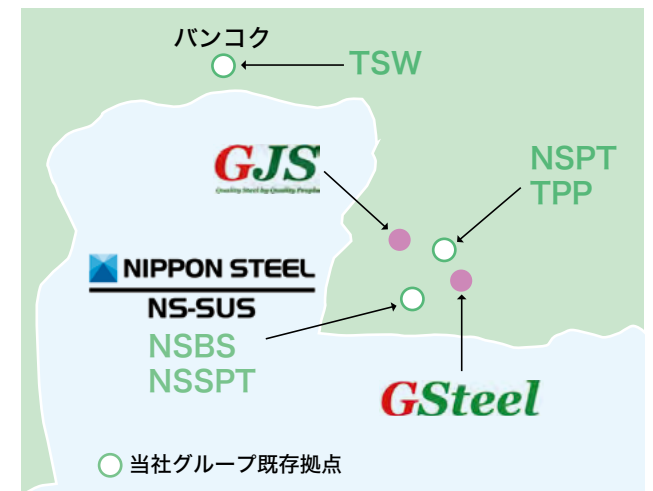 バンコク
TSW
GJS
Quality Steel by Quality People
NSPT
TPP
NIPPON STEEL
NS-SUS
NSBS
NSSPT
GSteel
当社グループ既存拠点